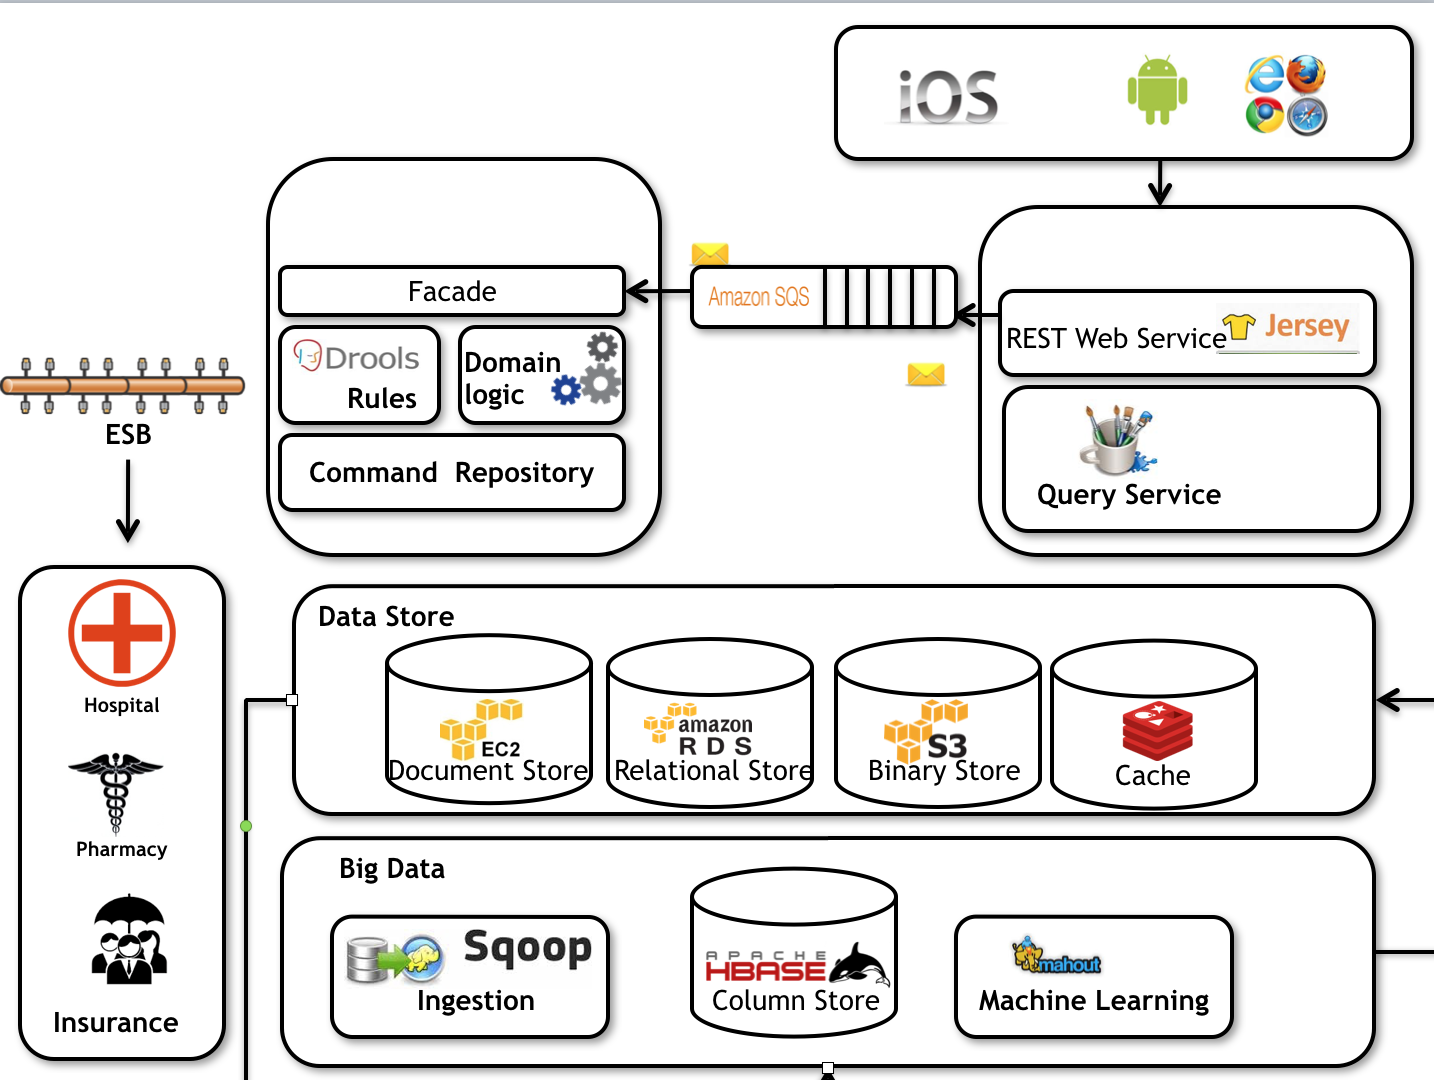 iOS
Facade
Amazon SQS
REST Web Service
Jersey
Drools
Rules
Domain
logic
ESB
Command Repository
Query Service
Hospital
Pharmacy
Insurance
Data Store
EC2
Document Store
amazon
RDS
Relational Store
S3
Binary Store
Cache
Big Data
Sqoop
Ingestion
APACHE
HBASE
Column Store
mahout
Machine Learning